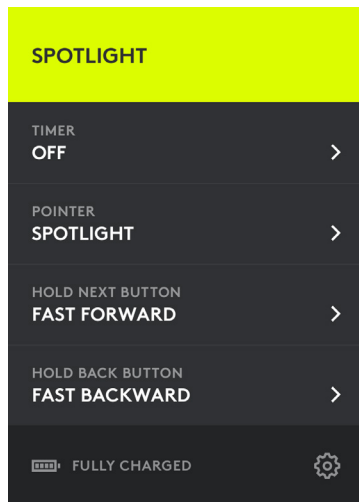 SPOTLIGHT
TIMER
OFF
POINTER
SPOTLIGHT
HOLD NEXT BUTTON
FAST FORWARD
HOLD BACK BUTTON
FAST BACKWARD
FULLY CHARGED